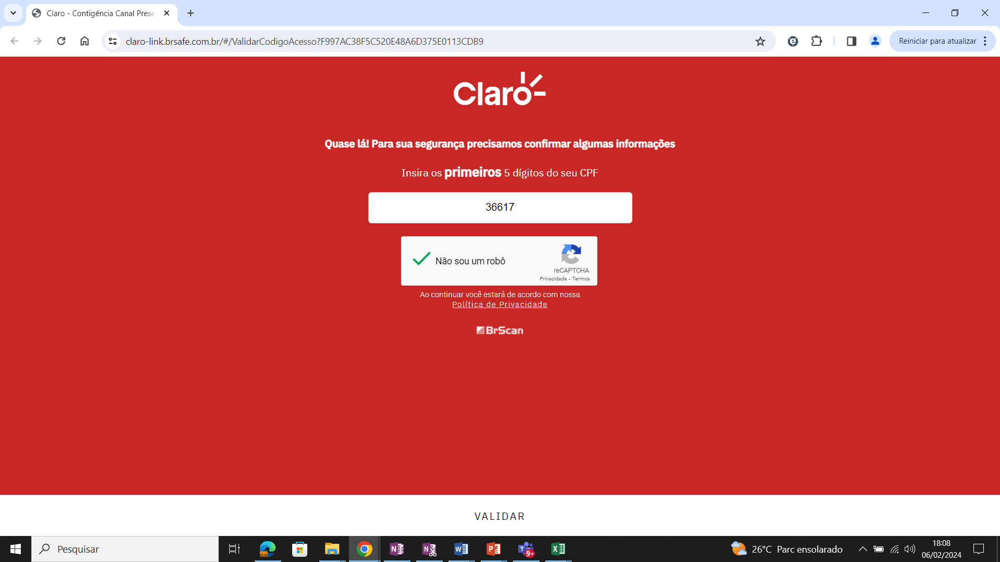 Claro - Contigência Canal Prese
claro-link.brsafe.com.br/#/ValidarCodigoAcesso?F997AC38F5C520E48A6D375E0113CDB9
Reiniciar para atualizar
Claro
Quase lá! Para sua segurança precisamos confirmar algumas informações
Insira os primeiros 5 dígitos do seu CPF
36617
Não sou um robô
reCAPTCHA
Privacidade - Termos
Ao continuar você estará de acordo com nossa
Política de Privacidade
BrScan
VALIDAR
Pesquisar
9+
26°C Parc ensolarado
18:08
06/02/2024